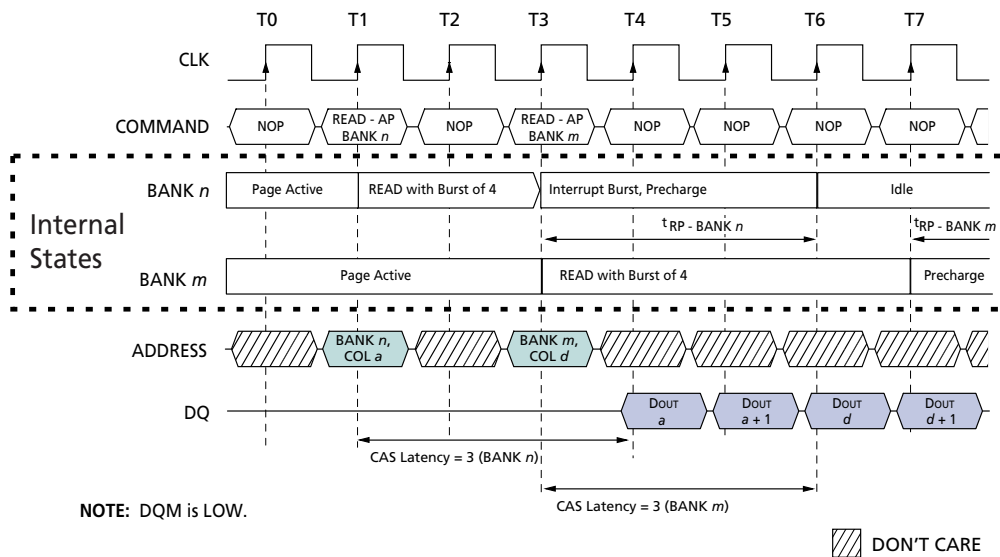 T0 T1 T2 T3 T4 T5 T6 T7
CLK
COMMAND NOP READ - AP BANK n NOP READ - AP BANK m NOP NOP NOP NOP
Internal States
BANK n Page Active READ with Burst of 4 Interrupt Burst, Precharge Idle
tRP - BANK n tRP - BANK m
BANK m Page Active READ with Burst of 4 Precharge
ADDRESS BANK n, COL a BANK m, COL d
DQ DOUT a DOUT a + 1 DOUT d DOUT d + 1
CAS Latency = 3 (BANK n)
CAS Latency = 3 (BANK m)
NOTE: DQM is LOW.
DON'T CARE